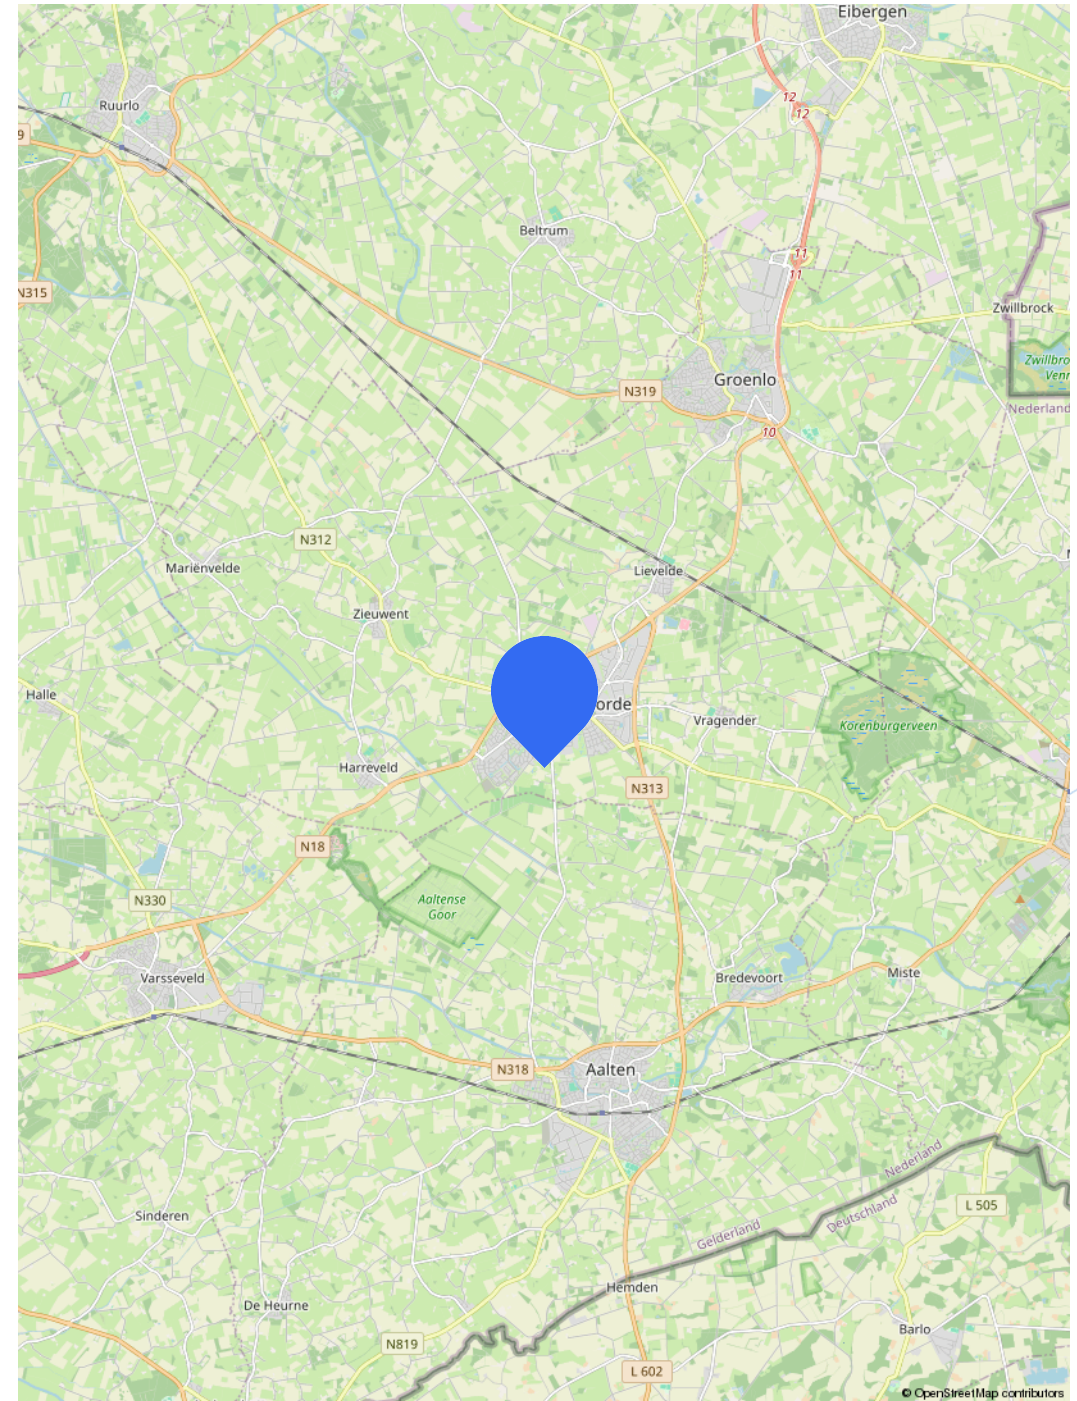 Eibergen
12
12
Ruurlo
9
Beltrum
11
11
N315
Zwillbrock
Zwillbro
Venn
Groenlo
N319
Nederland
10
N312
Mariënvelde
Lievelde
Zieuwent
Halle
orde
Vragender
Korenburgerveen
Harreveld
N313
N18
Aaltense
Goor
N330
Varsseveld
Bredevoort
Miste
N318
Aalten
Nederland
Deutschland
L 505
Gelderland
Sinderen
Hemden
De Heurne
Barlo
N819
L 602
© OpenStreetMap contributors